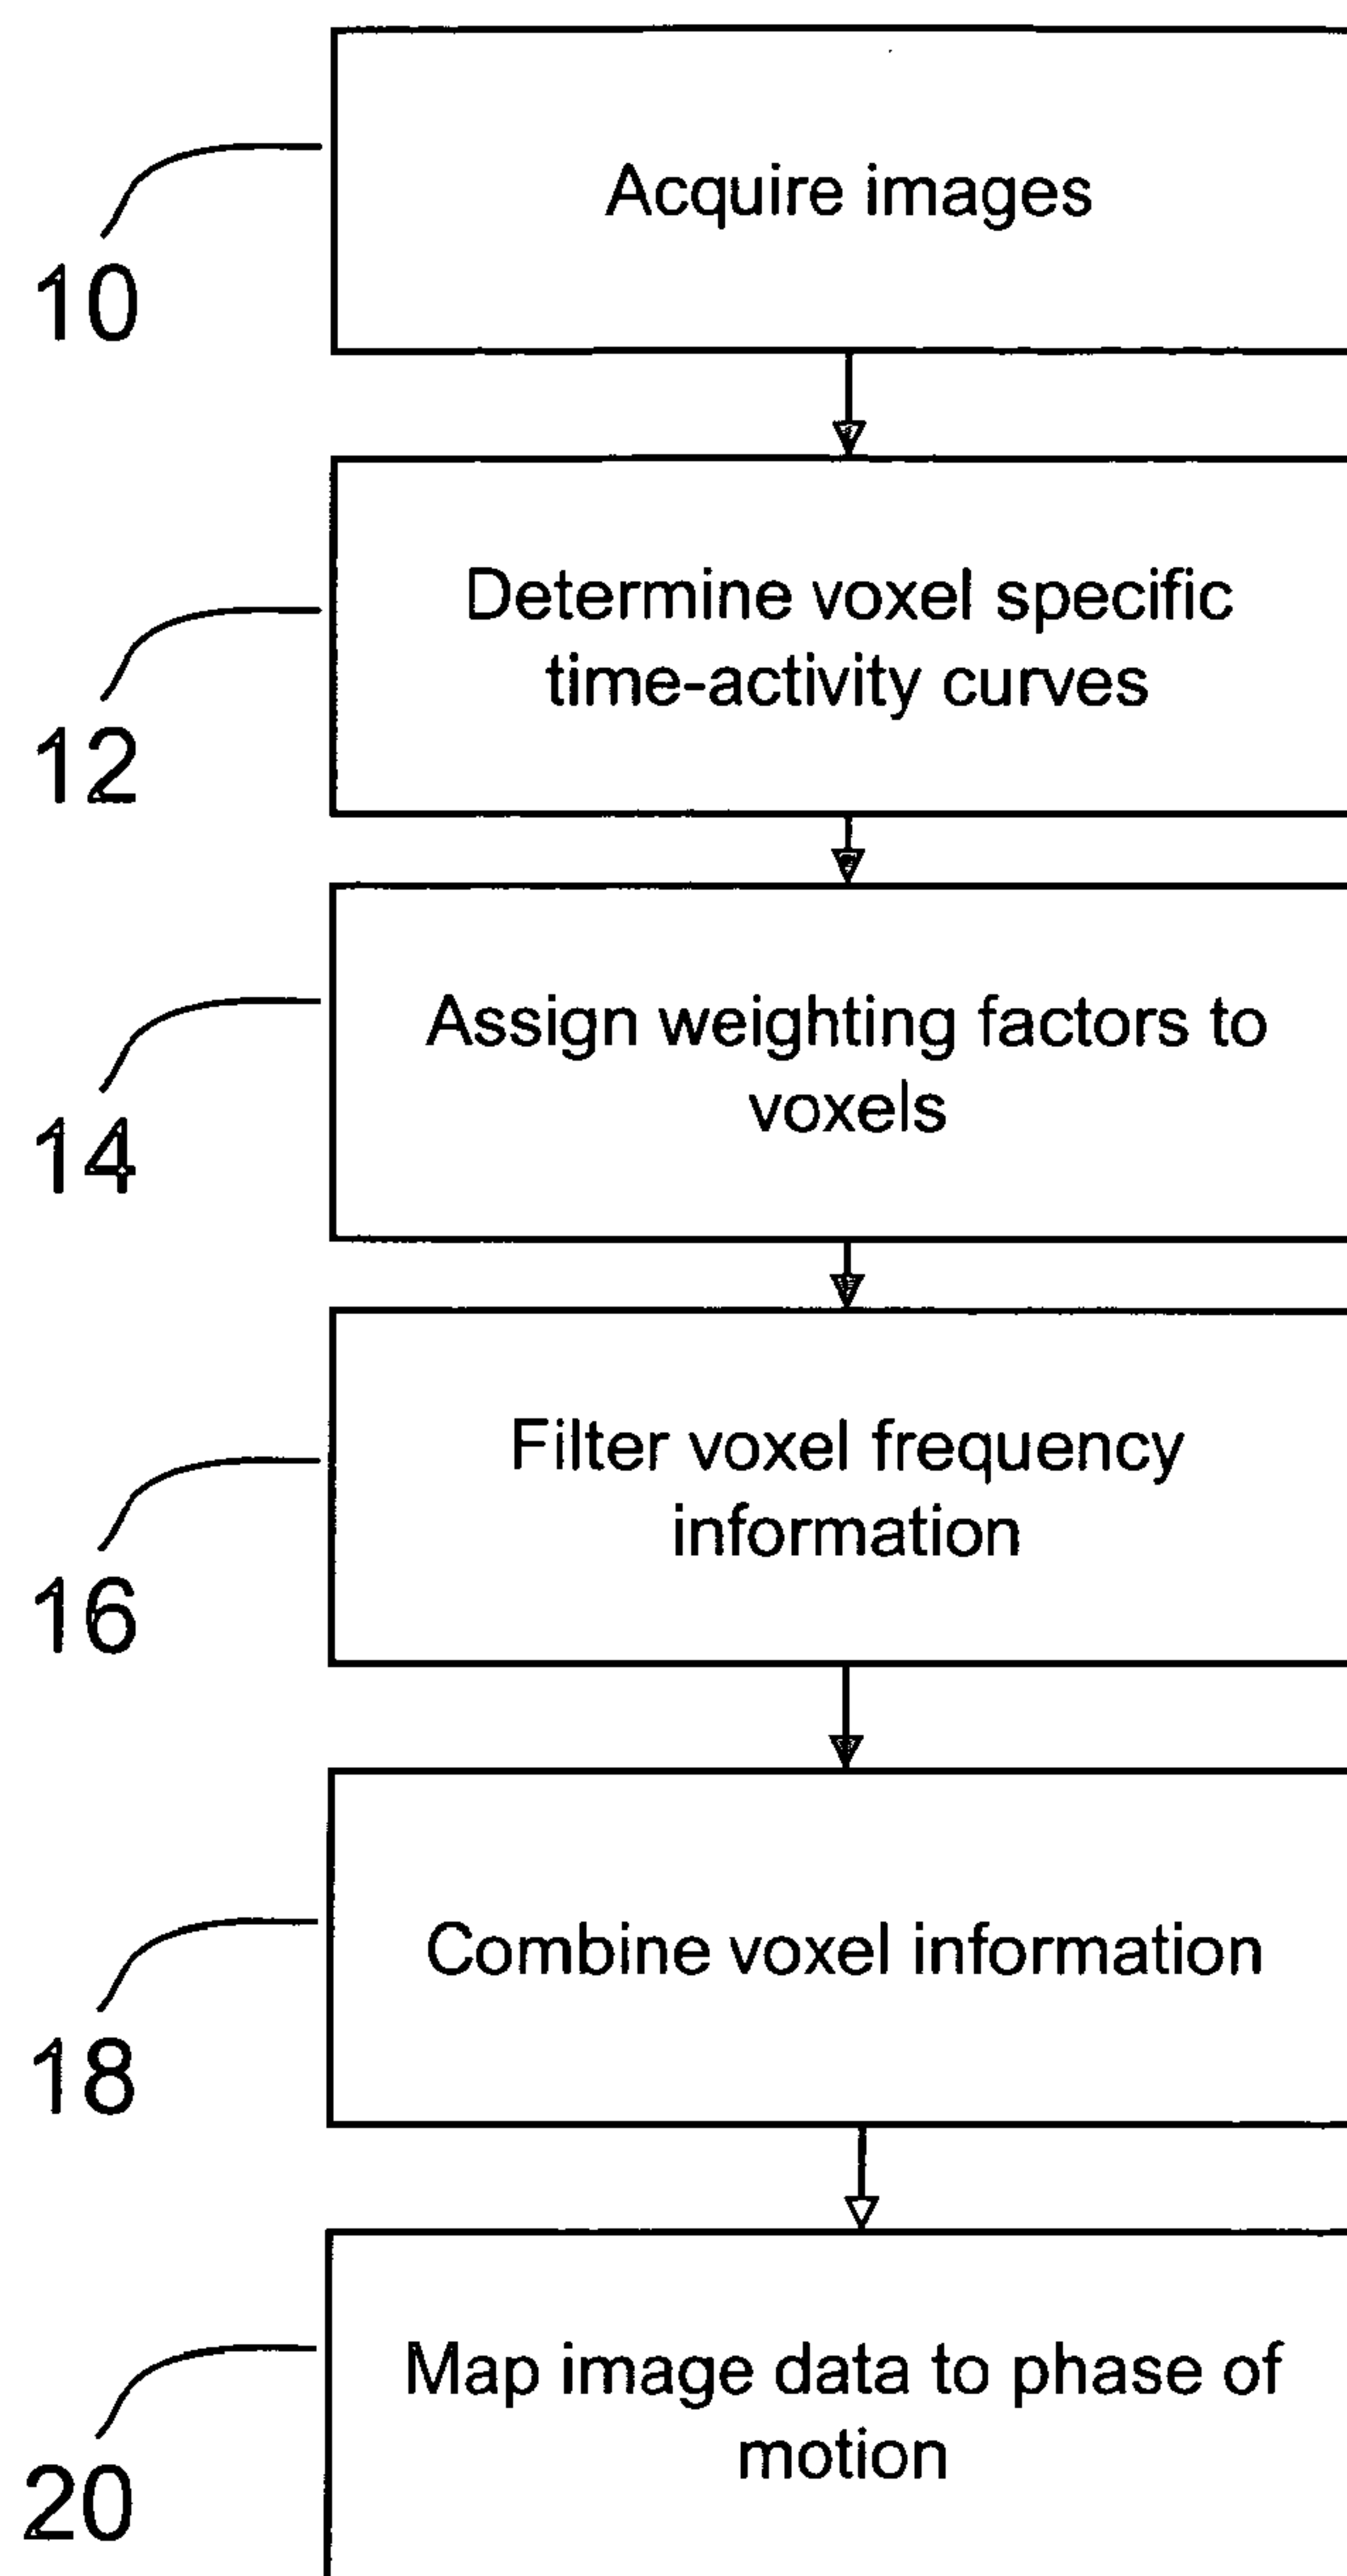 Acquire images
10
Determine voxel specific
time-activity curves
12
Assign weighting factors to
voxels
14
Filter voxel frequency
information
16
Combine voxel information
18
Map image data to phase of
motion
20